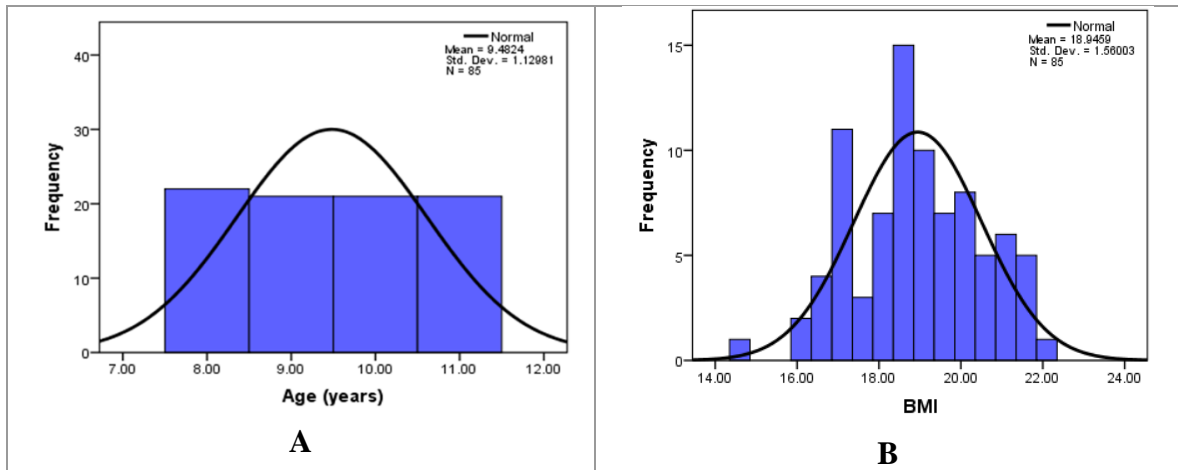 Normal
Mean = 9.4824
Std. Dev. = 1.12981
N = 85
40
30
20
10
0
Frequency
7.00 8.00 9.00 10.00 11.00 12.00
Age (years)
A
Normal
Mean = 18.9459
Std. Dev. = 1.56003
N = 85
15
10
5
0
Frequency
14.00 16.00 18.00 20.00 22.00 24.00
BMI
B